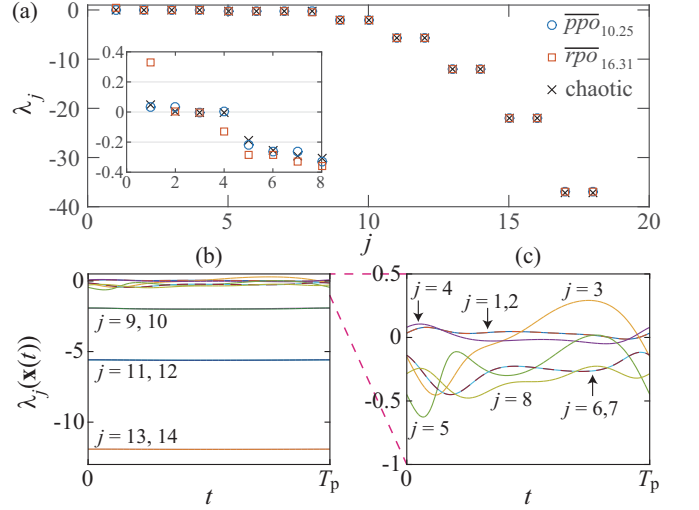 (a)
λj
0
-10
-20
-30
-40
0
5
10
15
20
j
ppo10.25
rpo16.31
chaotic
0.4
0.2
0
-0.2
-0.4
0
2
4
6
8
(b)
λj(x(t))
0
-5
-10
j = 9, 10
j = 11, 12
j = 13, 14
0
t
Tp
(c)
0.5
0
-0.5
-1
j = 4
j = 1,2
j = 3
j = 5
j = 8
j = 6,7
0
t
Tp